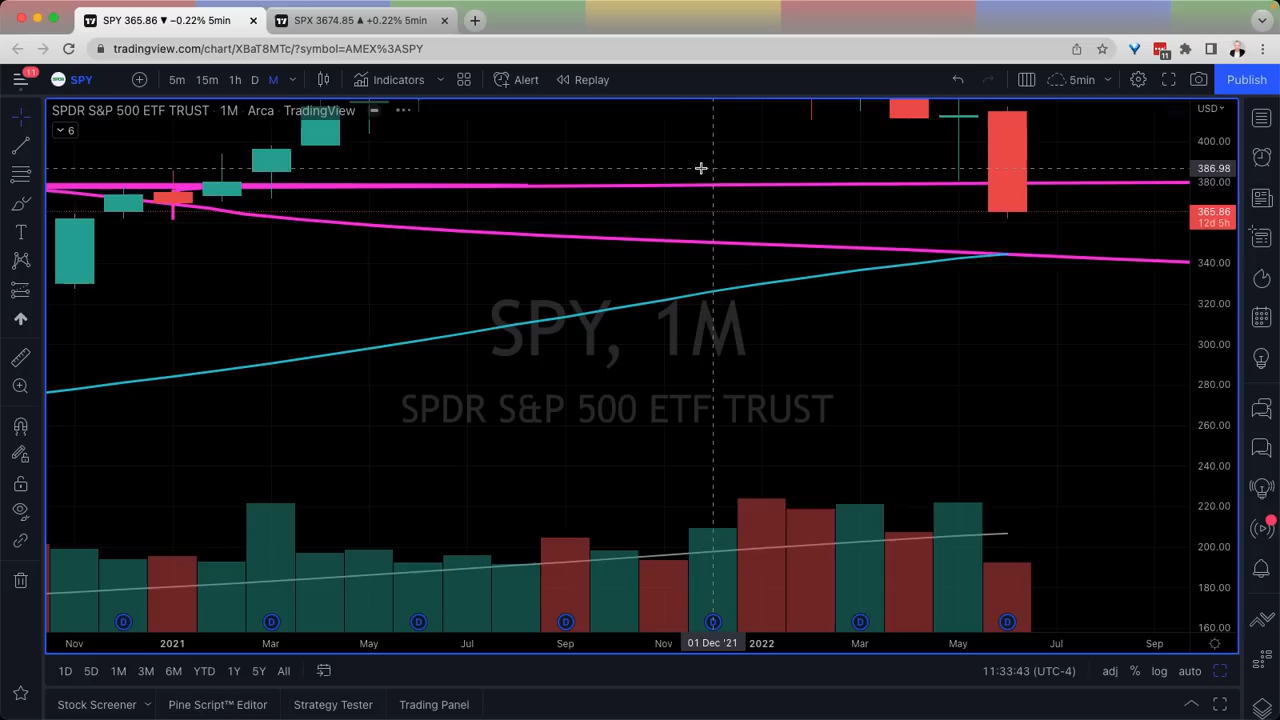 SPY 365.86 ▼ −0.22% 5min
SPX 3674.85 ▲ +0.22% 5min
tradingview.com/chart/XBaT8MTc/?symbol=AMEX%3ASPY
11
11
SPY
5m 15m 1h D M
Indicators
Alert
Replay
5min
Publish
SPDR S&P 500 ETF TRUST · 1M · Arca · TradingView
6
USD
400.00
386.98
380.00
365.86
12d 5h
340.00
320.00
300.00
280.00
260.00
240.00
220.00
200.00
180.00
160.00
SPY, 1M
SPDR S&P 500 ETF TRUST
D D D D D D D
Nov 2021 Mar May Jul Sep Nov 01 Dec '21 2022 Mar May Jul Sep
1D 5D 1M 3M 6M YTD 1Y 5Y All
11:33:43 (UTC-4)
adj % log auto
Stock Screener
Pine Script™ Editor
Strategy Tester
Trading Panel